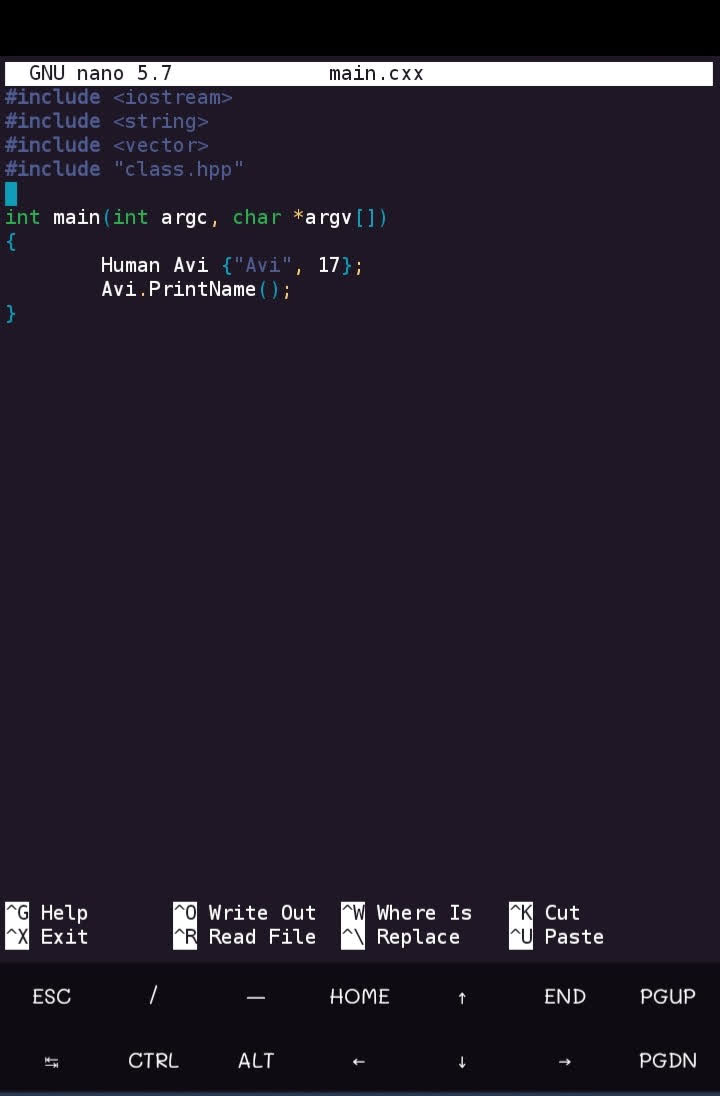 GNU nano 5.7 main.cxx
#include <iostream>
#include <string>
#include <vector>
#include "class.hpp"
int main(int argc, char *argv[])
{
        Human Avi {"Avi", 17};
        Avi.PrintName();
}
^G Help ^O Write Out ^W Where Is ^K Cut
^X Exit ^R Read File ^\ Replace ^U Paste
ESC / — HOME ↑ END PGUP
↹ CTRL ALT ← ↓ → PGDN